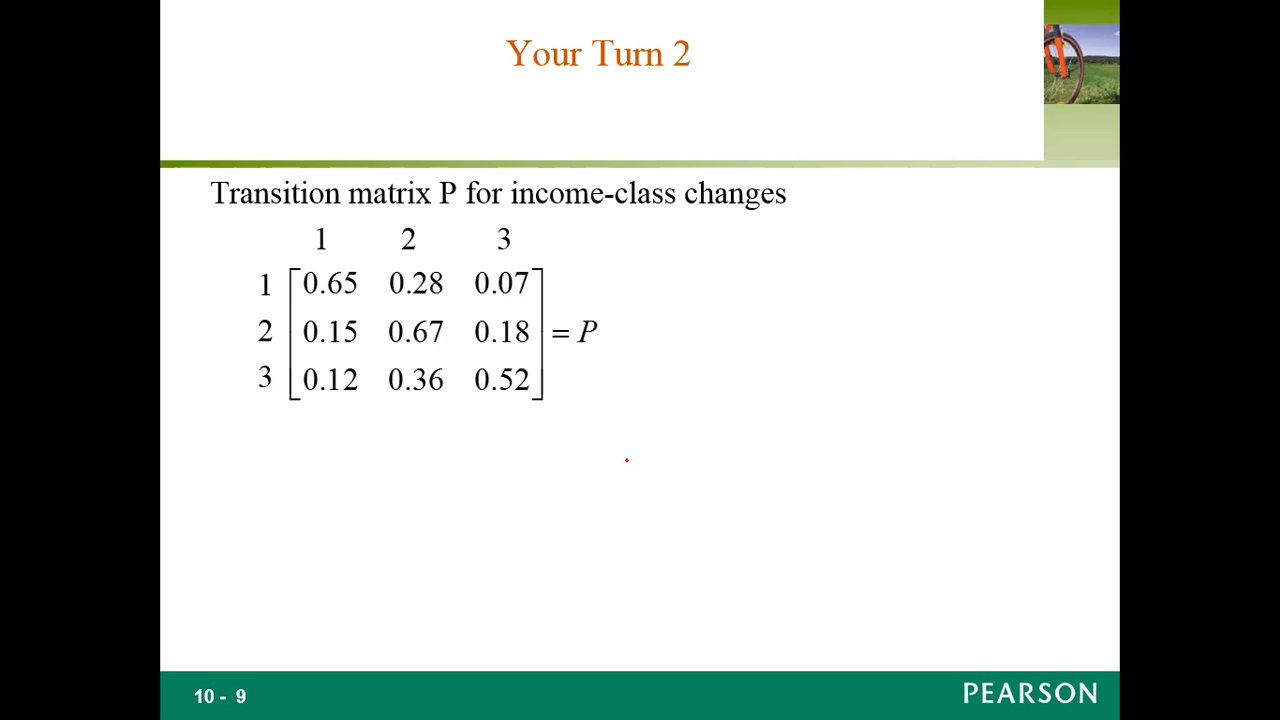 Your Turn 2
Transition matrix P for income-class changes
1 2 3
1 0.65 0.28 0.07
2 0.15 0.67 0.18 = P
3 0.12 0.36 0.52
10 - 9
PEARSON